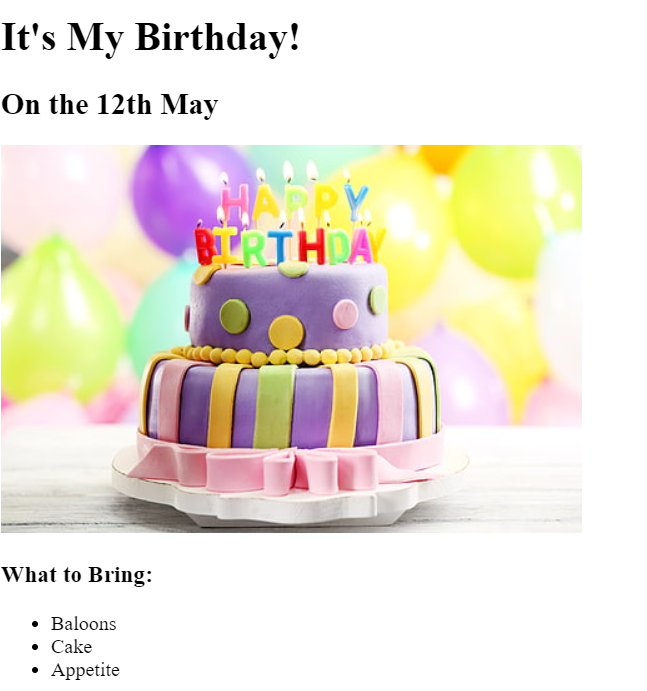 It's My Birthday!
On the 12th May
HAPPY
BIRTHDAY
What to Bring:
Baloons
Cake
Appetite